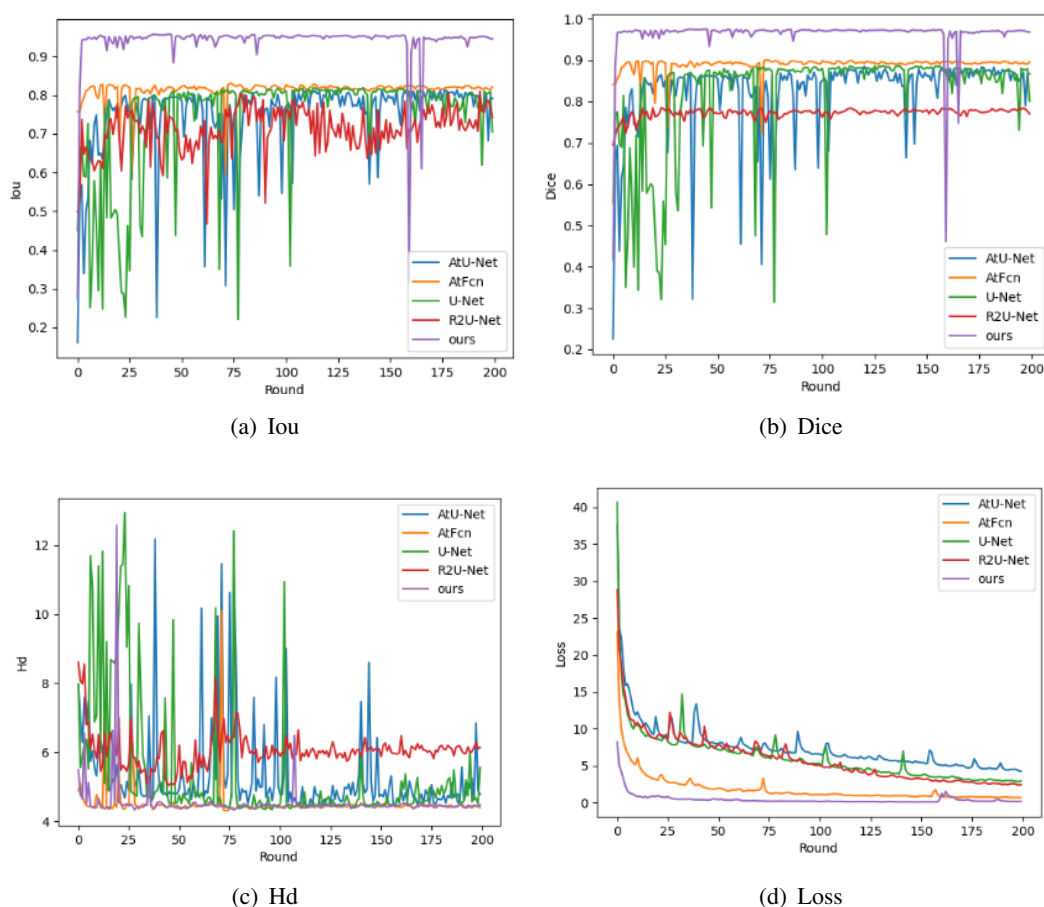 0.9
0.8
0.7
0.6
0.5
0.4
0.3
0.2
Iou
0 25 50 75 100 125 150 175 200
Round
AtU-Net
AtFcn
U-Net
R2U-Net
ours
(a) Iou
1.0
0.9
0.8
0.7
0.6
0.5
0.4
0.3
0.2
Dice
0 25 50 75 100 125 150 175 200
Round
AtU-Net
AtFcn
U-Net
R2U-Net
ours
(b) Dice
12
10
8
6
4
Hd
0 25 50 75 100 125 150 175 200
Round
AtU-Net
AtFcn
U-Net
R2U-Net
ours
(c) Hd
40
35
30
25
20
15
10
5
0
Loss
0 25 50 75 100 125 150 175 200
Round
AtU-Net
AtFcn
U-Net
R2U-Net
ours
(d) Loss